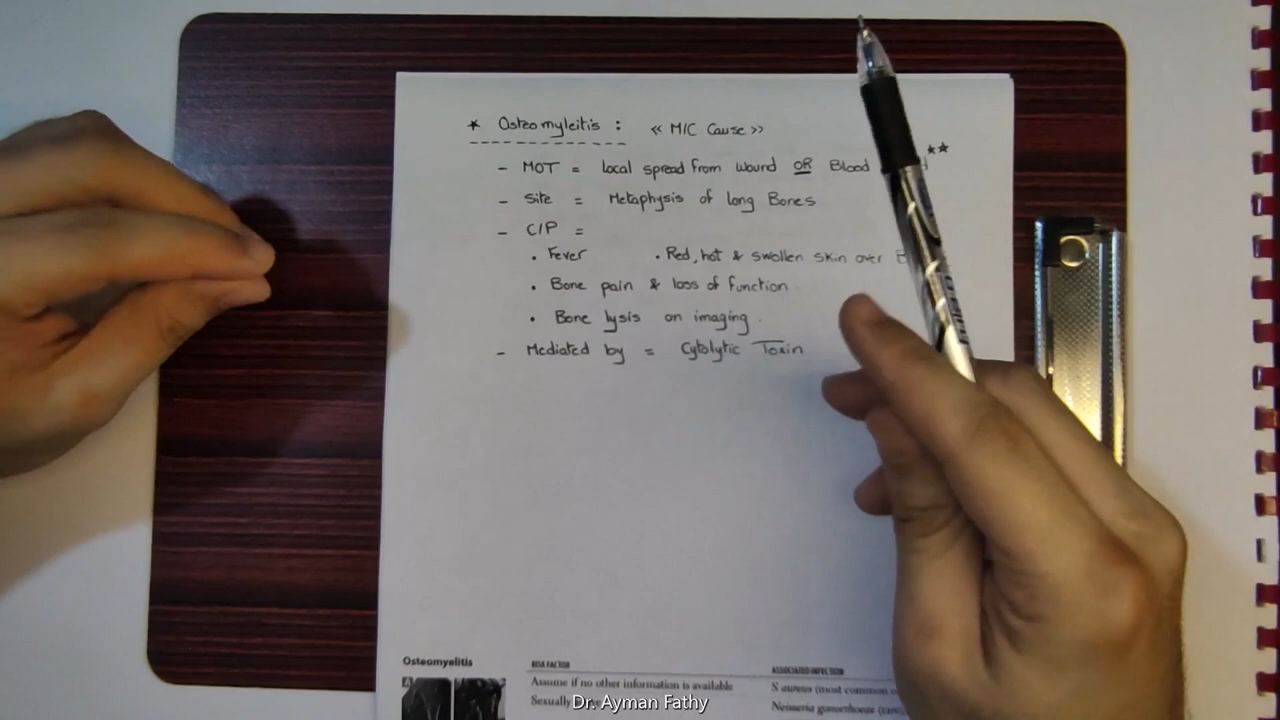 * Osteomyleitis : << M/C Cause >>
- MOT = local spread from wound OR Blood **
- Site = Metaphysis of long Bones
- C/P =
. Fever . Red, hot & swollen skin over
. Bone pain & loss of function
. Bone lysis on imaging.
- Mediated by = Cytolytic Toxin
Osteomyelitis RISK FACTOR ASSOCIATED INFECTION
A
Assume if no other information is available S aureus (most common
Sexually Neisseria gonorrhoeae
Dr. Ayman Fathy